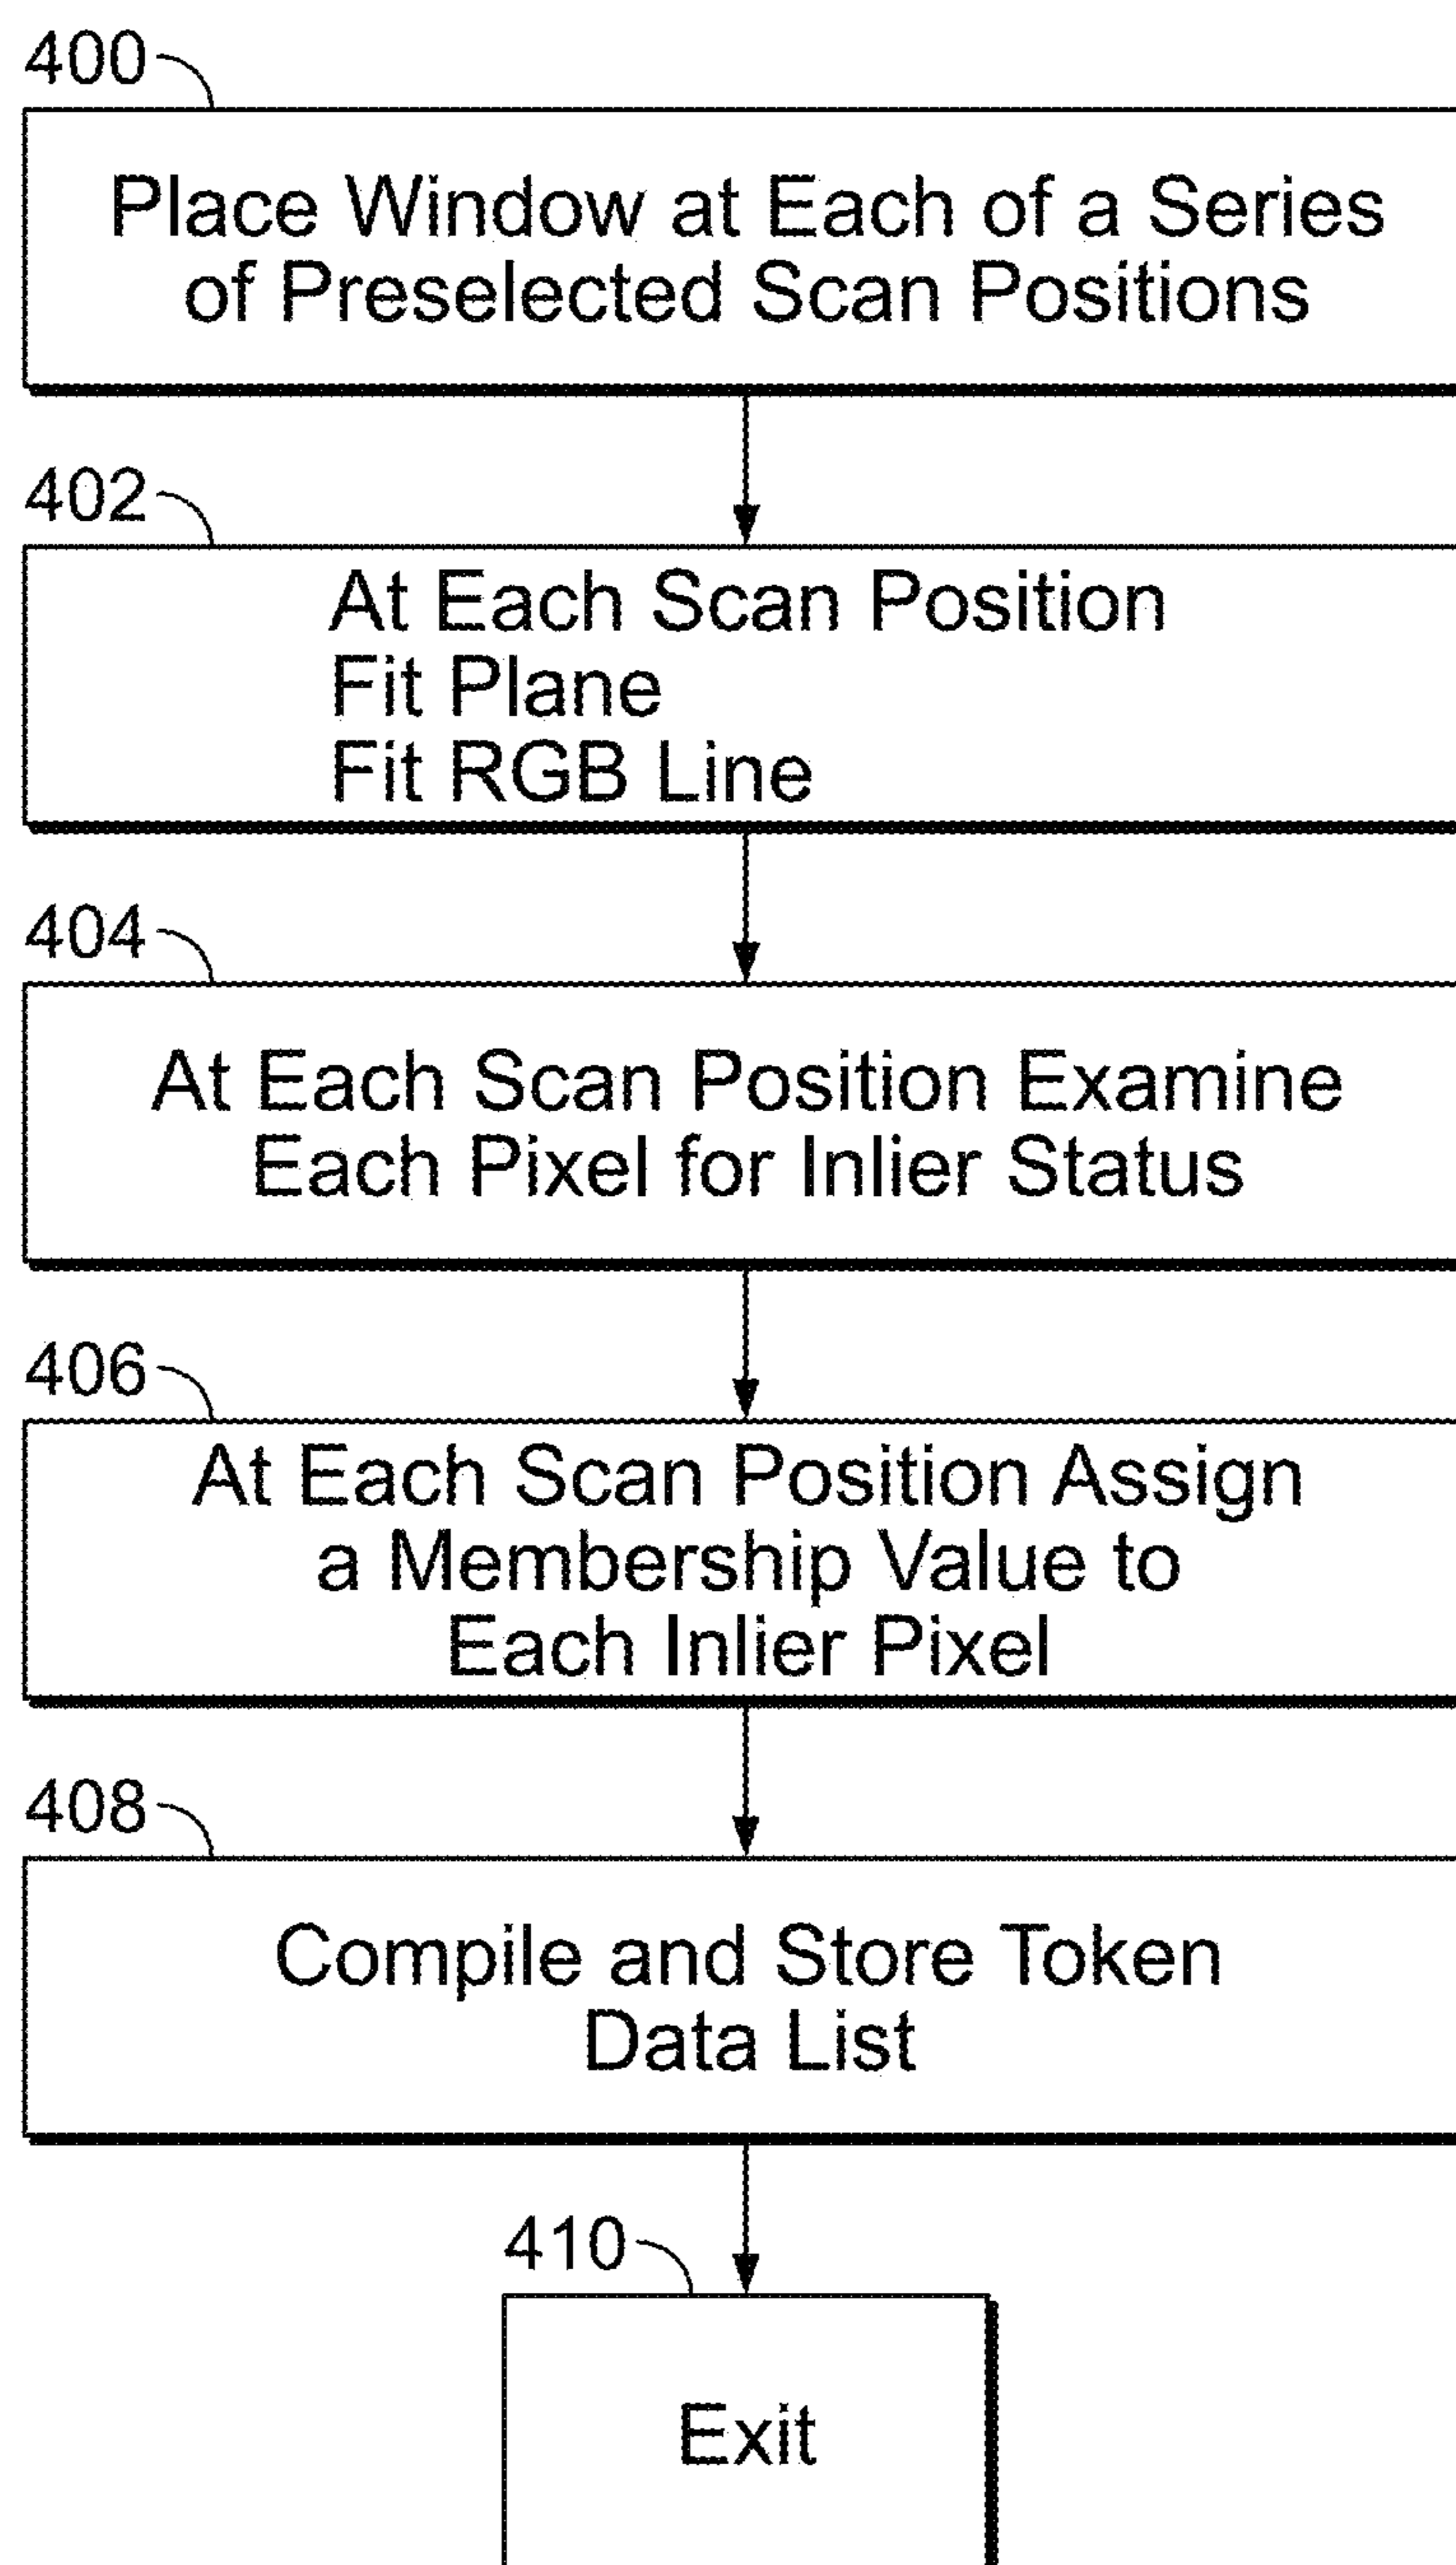 400
Place Window at Each of a Series
of Preselected Scan Positions
402
At Each Scan Position
Fit Plane
Fit RGB Line
404
At Each Scan Position Examine
Each Pixel for Inlier Status
406
At Each Scan Position Assign
a Membership Value to
Each Inlier Pixel
408
Compile and Store Token
Data List
410
Exit